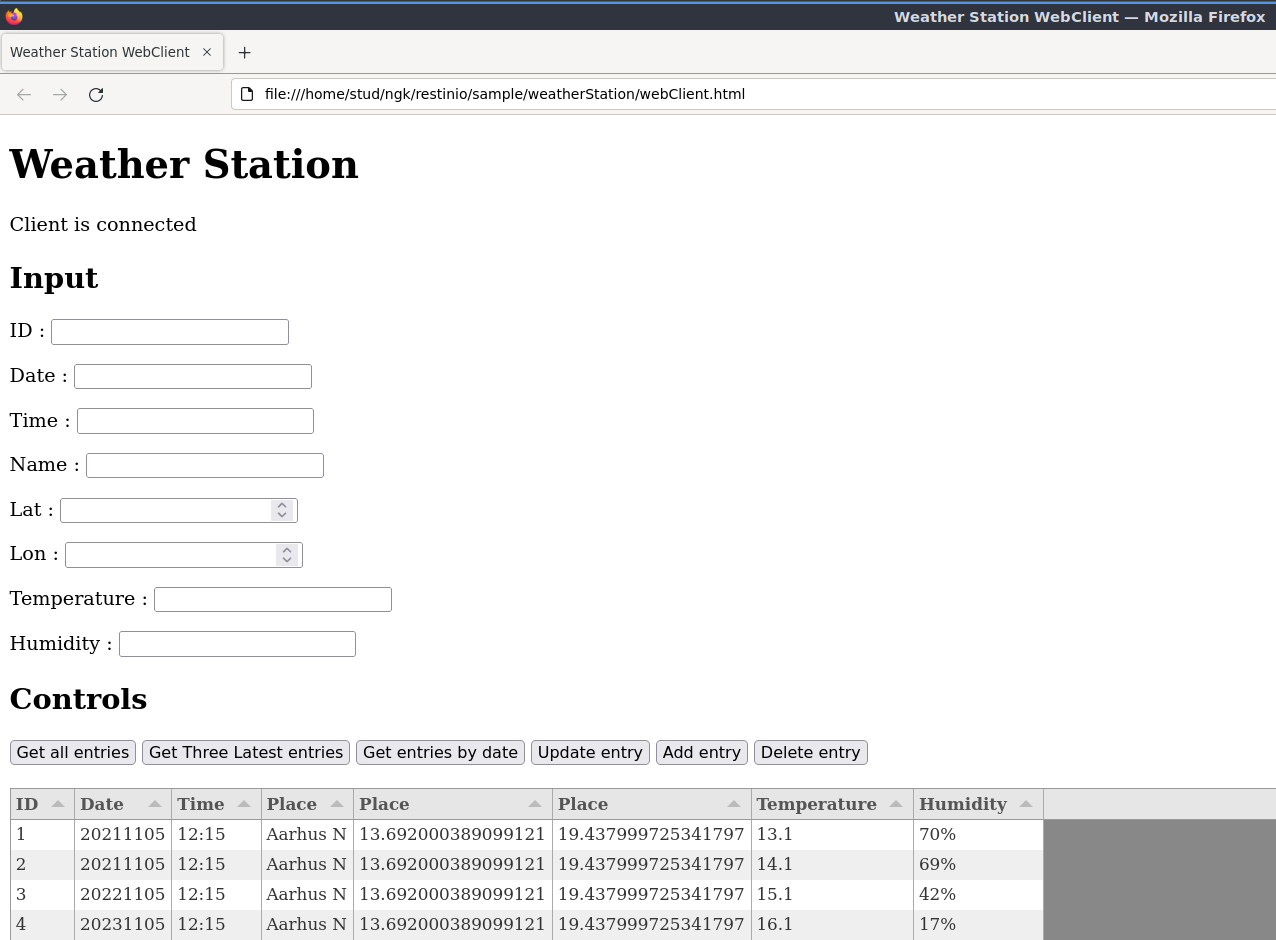 Weather Station WebClient — Mozilla Firefox
Weather Station WebClient
file:///home/stud/ngk/restinio/sample/weatherStation/webClient.html
Weather Station
Client is connected
Input
ID :
Date :
Time :
Name :
Lat :
Lon :
Temperature :
Humidity :
Controls
Get all entries Get Three Latest entries Get entries by date Update entry Add entry Delete entry
ID Date Time Place Place Place Temperature Humidity
1 20211105 12:15 Aarhus N 13.692000389099121 19.437999725341797 13.1 70%
2 20211105 12:15 Aarhus N 13.692000389099121 19.437999725341797 14.1 69%
3 20221105 12:15 Aarhus N 13.692000389099121 19.437999725341797 15.1 42%
4 20231105 12:15 Aarhus N 13.692000389099121 19.437999725341797 16.1 17%